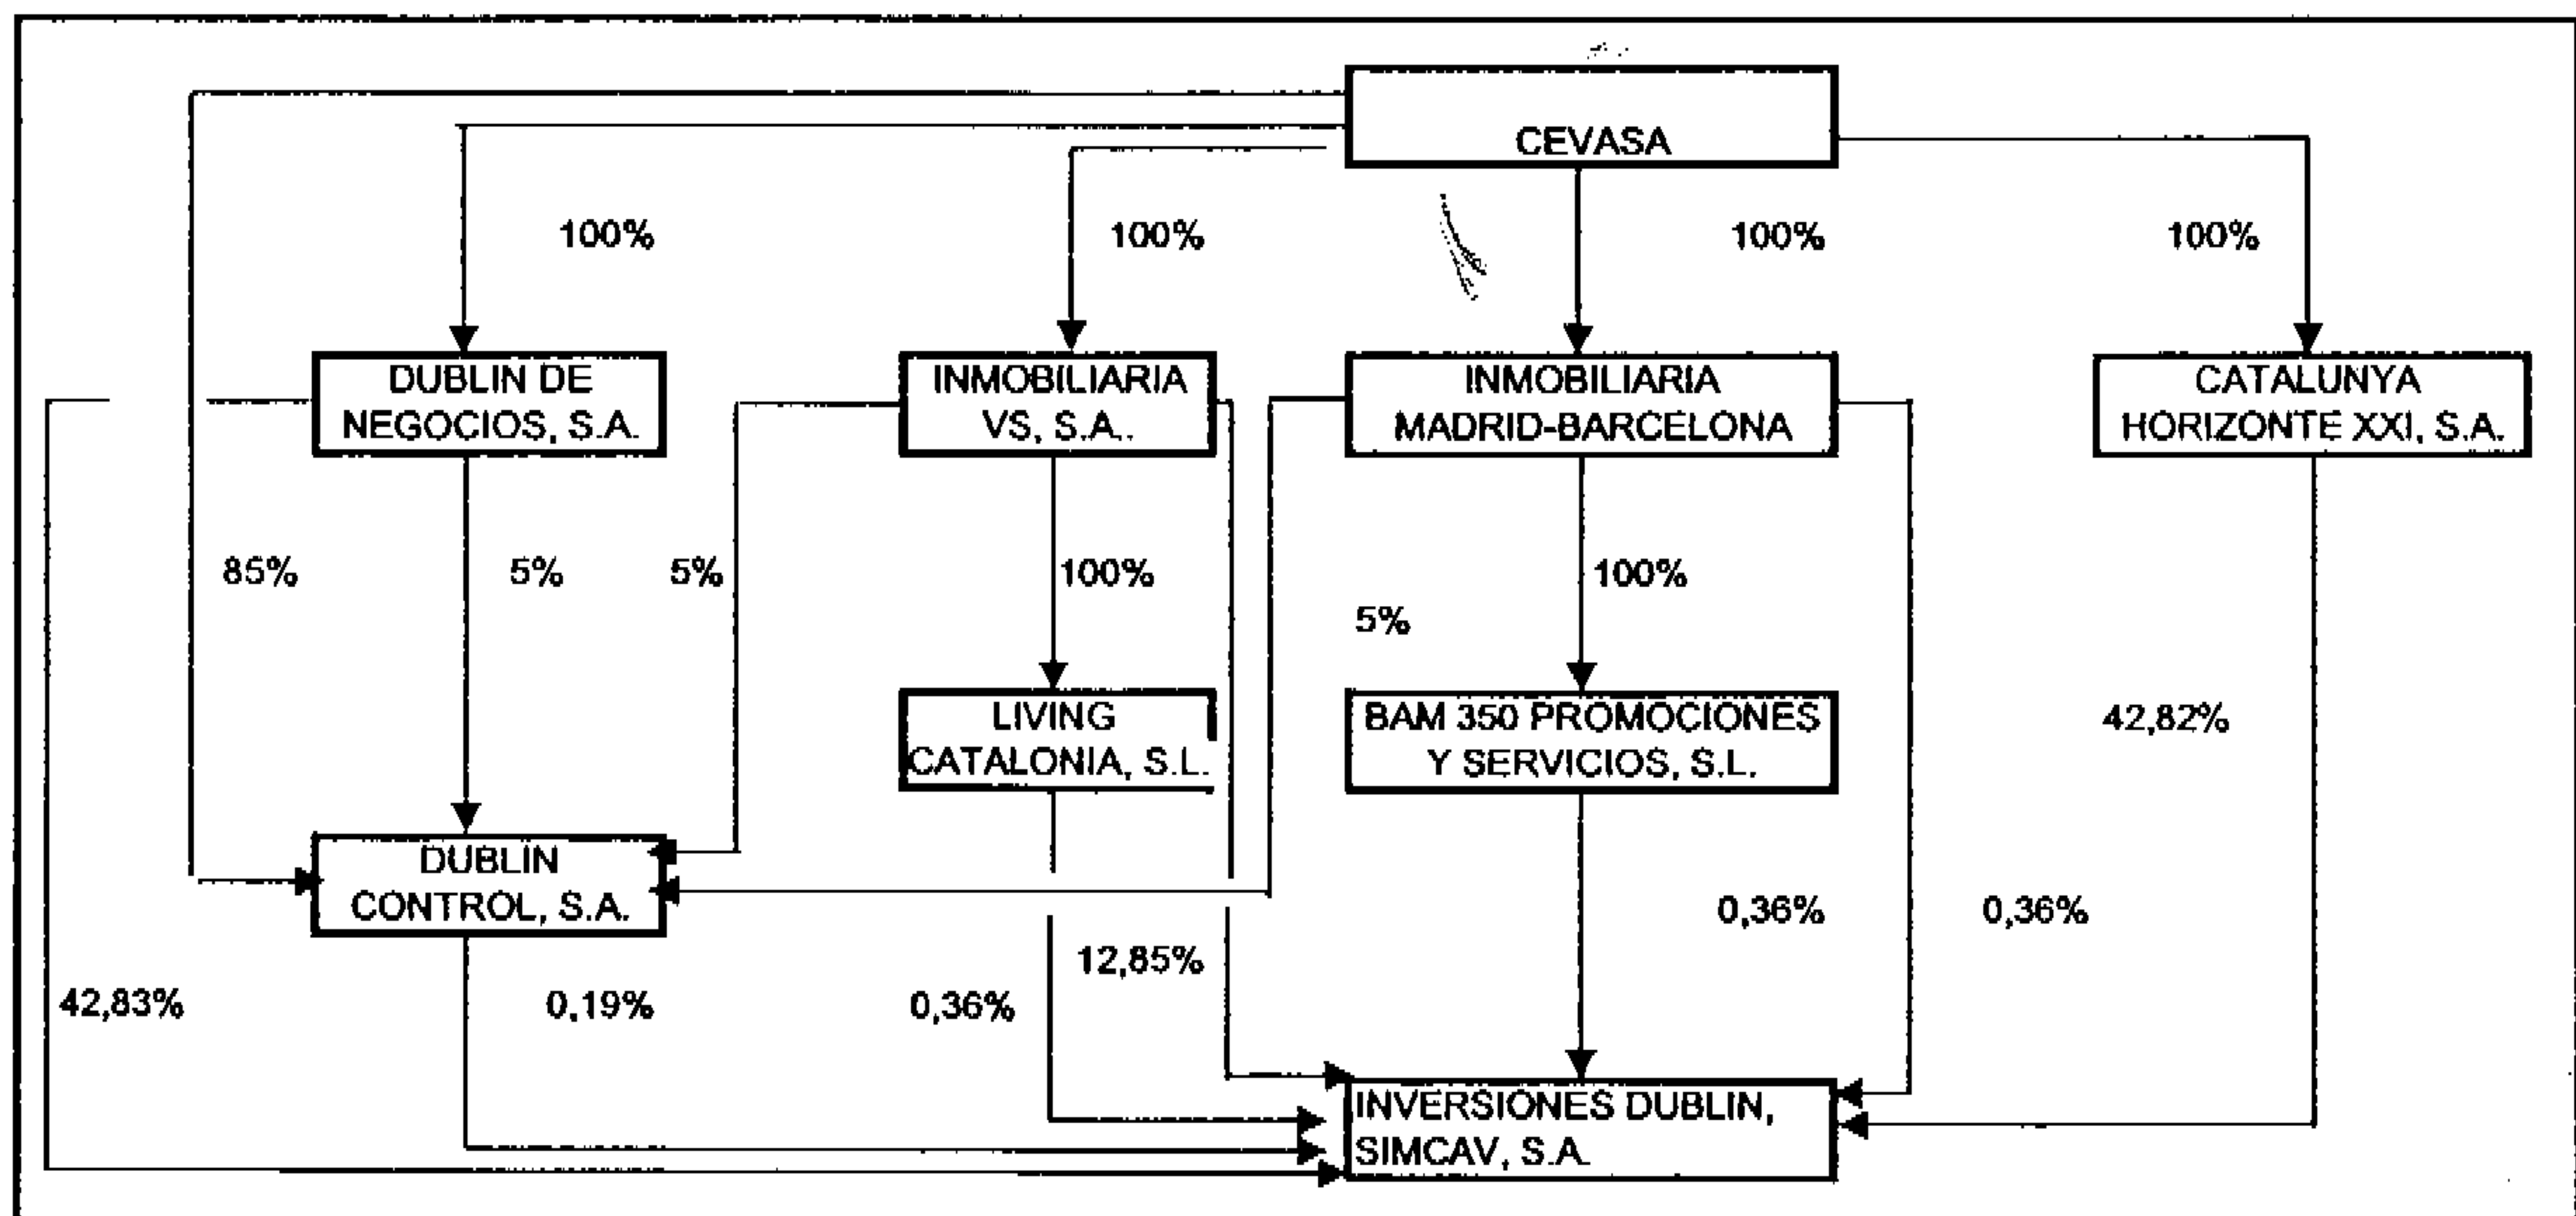 CEVASA
100%
100%
100%
100%
DUBLIN DE
NEGOCIOS, S.A.
INMOBILIARIA
VS, S.A..
INMOBILIARIA
MADRID-BARCELONA
CATALUNYA
HORIZONTE XXI, S.A.
85%
5%
5%
100%
5%
100%
LIVING
CATALONIA, S.L.
BAM 350 PROMOCIONES
Y SERVICIOS, S.L.
42,82%
DUBLIN
CONTROL, S.A.
0,36%
0,36%
12,85%
42,83%
0,19%
0,36%
INVERSIONES DUBLIN,
SIMCAV, S.A.